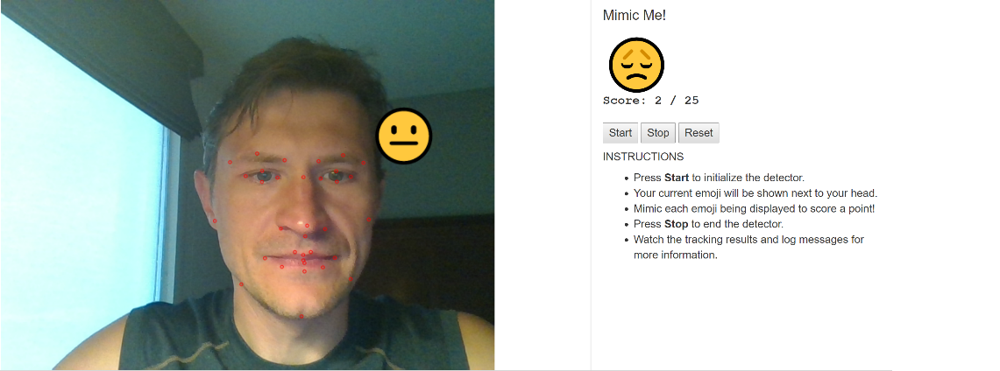 Mimic Me!
Score: 2 / 25
Start Stop Reset
INSTRUCTIONS
• Press Start to initialize the detector.
• Your current emoji will be shown next to your head.
• Mimic each emoji being displayed to score a point!
• Press Stop to end the detector.
• Watch the tracking results and log messages for
more information.